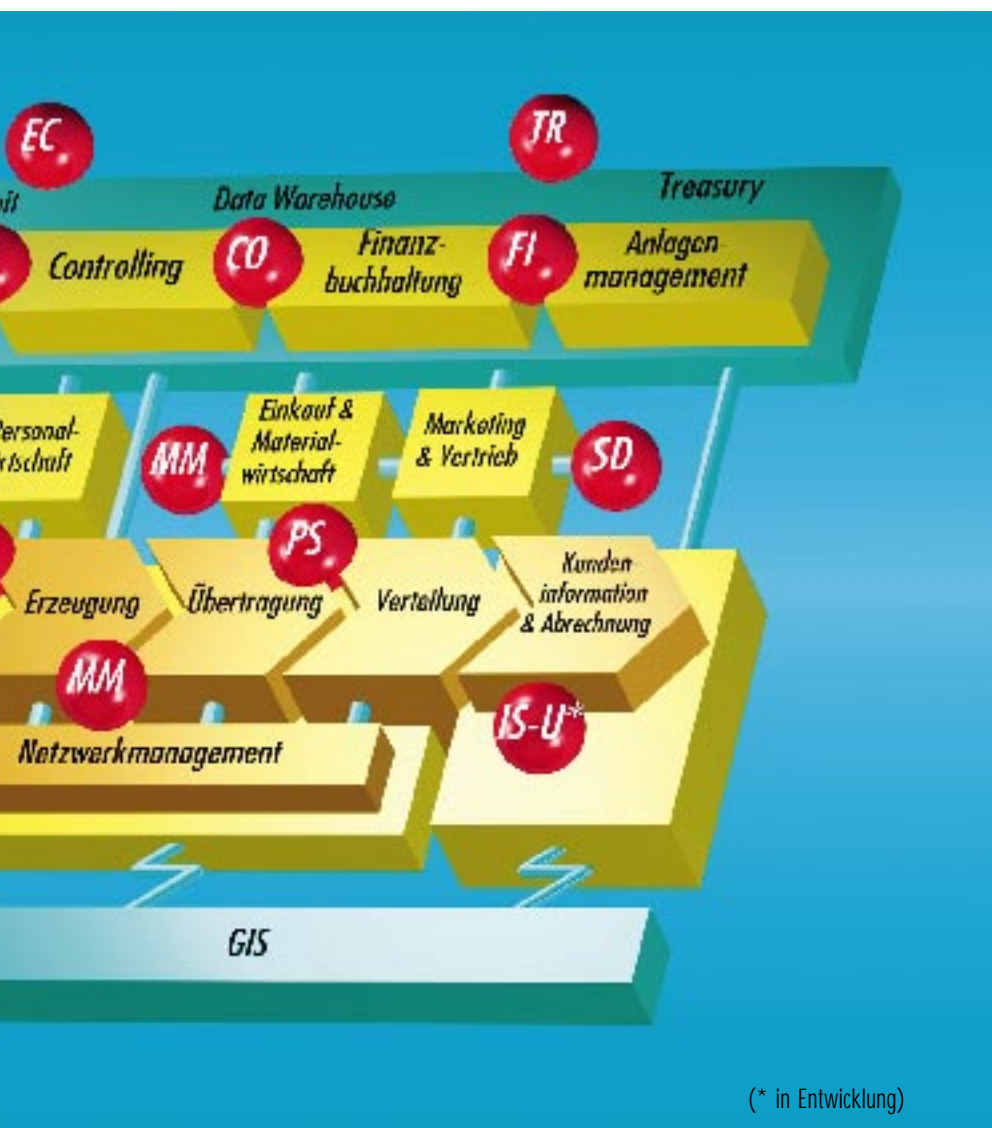 EC
TR
Data Warehouse
Treasury
Controlling
CO
Finanz-
buchhaltung
FI
Anlagen
management
MM
Einkauf &
Material-
wirtschaft
Marketing
& Vertrieb
SD
PS
Erzeugung
Übertragung
Verteilung
Kunden
information
& Abrechnung
MM
IS-U*
Netzwerkmanagement
GIS
(* in Entwicklung)